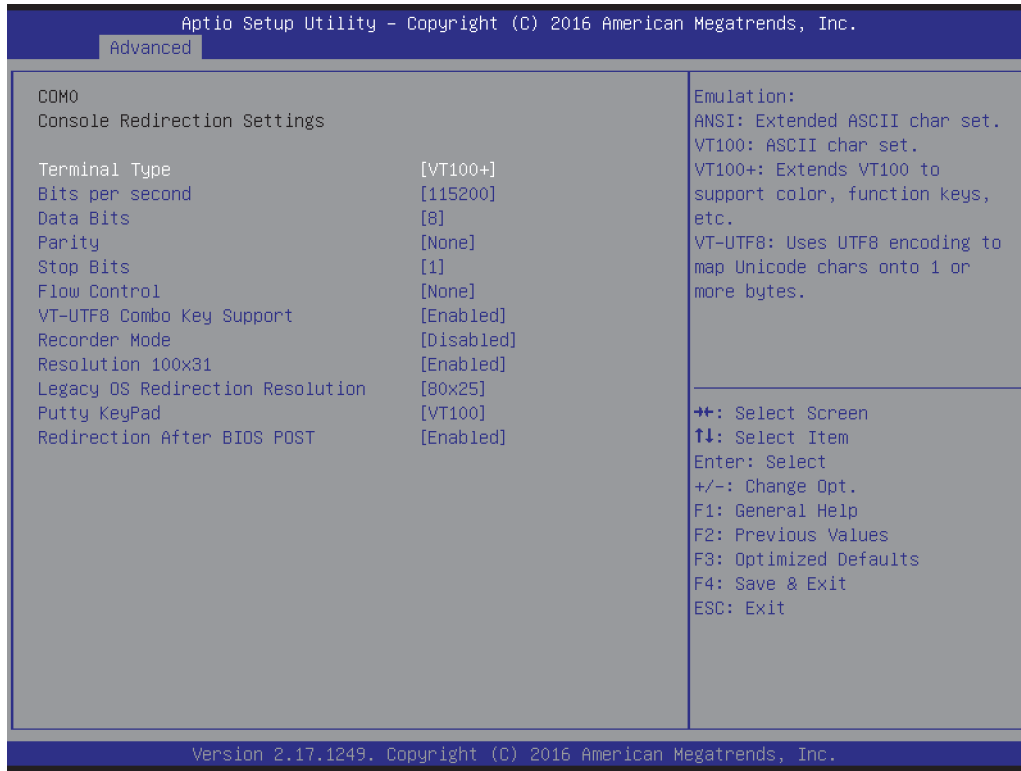 Aptio Setup Utility – Copyright (C) 2016 American Megatrends, Inc.
Advanced
COM0
Console Redirection Settings
Terminal Type [VT100+]
Bits per second [115200]
Data Bits [8]
Parity [None]
Stop Bits [1]
Flow Control [None]
VT-UTF8 Combo Key Support [Enabled]
Recorder Mode [Disabled]
Resolution 100x31 [Enabled]
Legacy OS Redirection Resolution [80x25]
Putty KeyPad [VT100]
Redirection After BIOS POST [Enabled]
Emulation:
ANSI: Extended ASCII char set.
VT100: ASCII char set.
VT100+: Extends VT100 to
support color, function keys,
etc.
VT-UTF8: Uses UTF8 encoding to
map Unicode chars onto 1 or
more bytes.
→←: Select Screen
↑↓: Select Item
Enter: Select
+/-: Change Opt.
F1: General Help
F2: Previous Values
F3: Optimized Defaults
F4: Save & Exit
ESC: Exit
Version 2.17.1249. Copyright (C) 2016 American Megatrends, Inc.